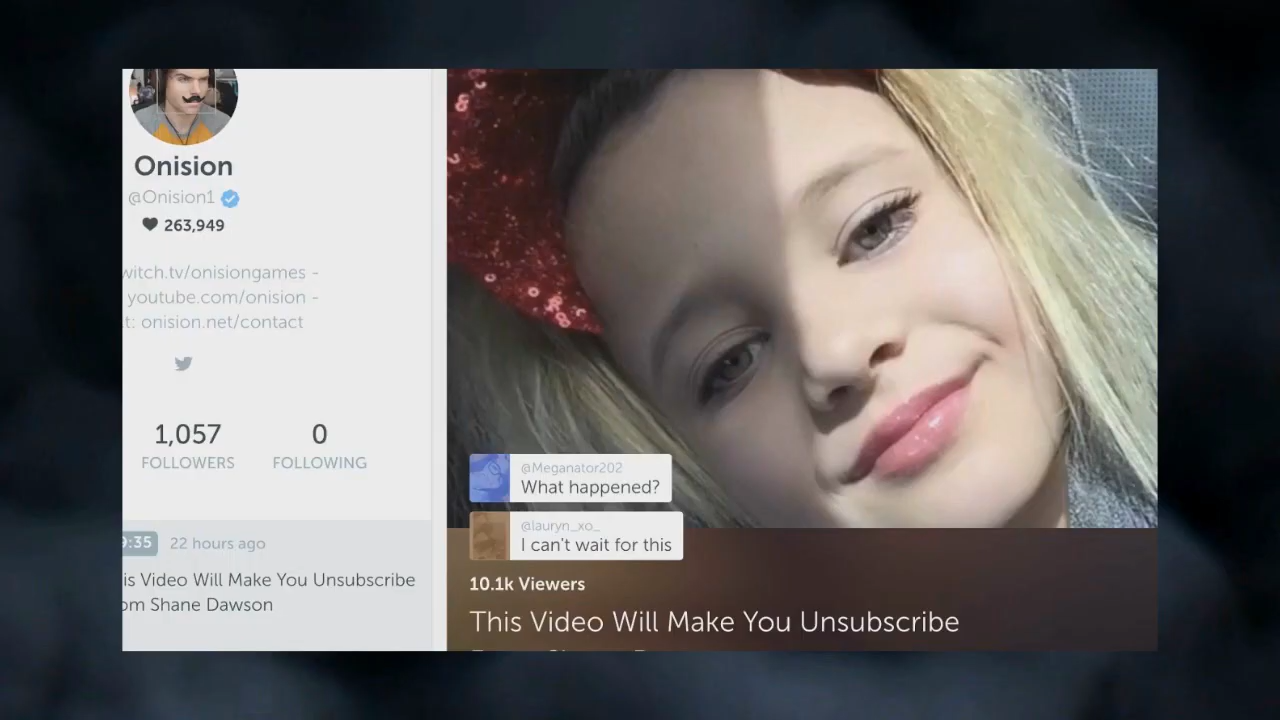 Onision
@Onision1
263,949
witch.tv/onisiongames -
youtube.com/onision -
t: onision.net/contact
1,057
0
FOLLOWERS
FOLLOWING
:35
22 hours ago
is Video Will Make You Unsubscribe
om Shane Dawson
@Meganator202
What happened?
@lauryn_xo_
I can't wait for this
10.1k Viewers
This Video Will Make You Unsubscribe